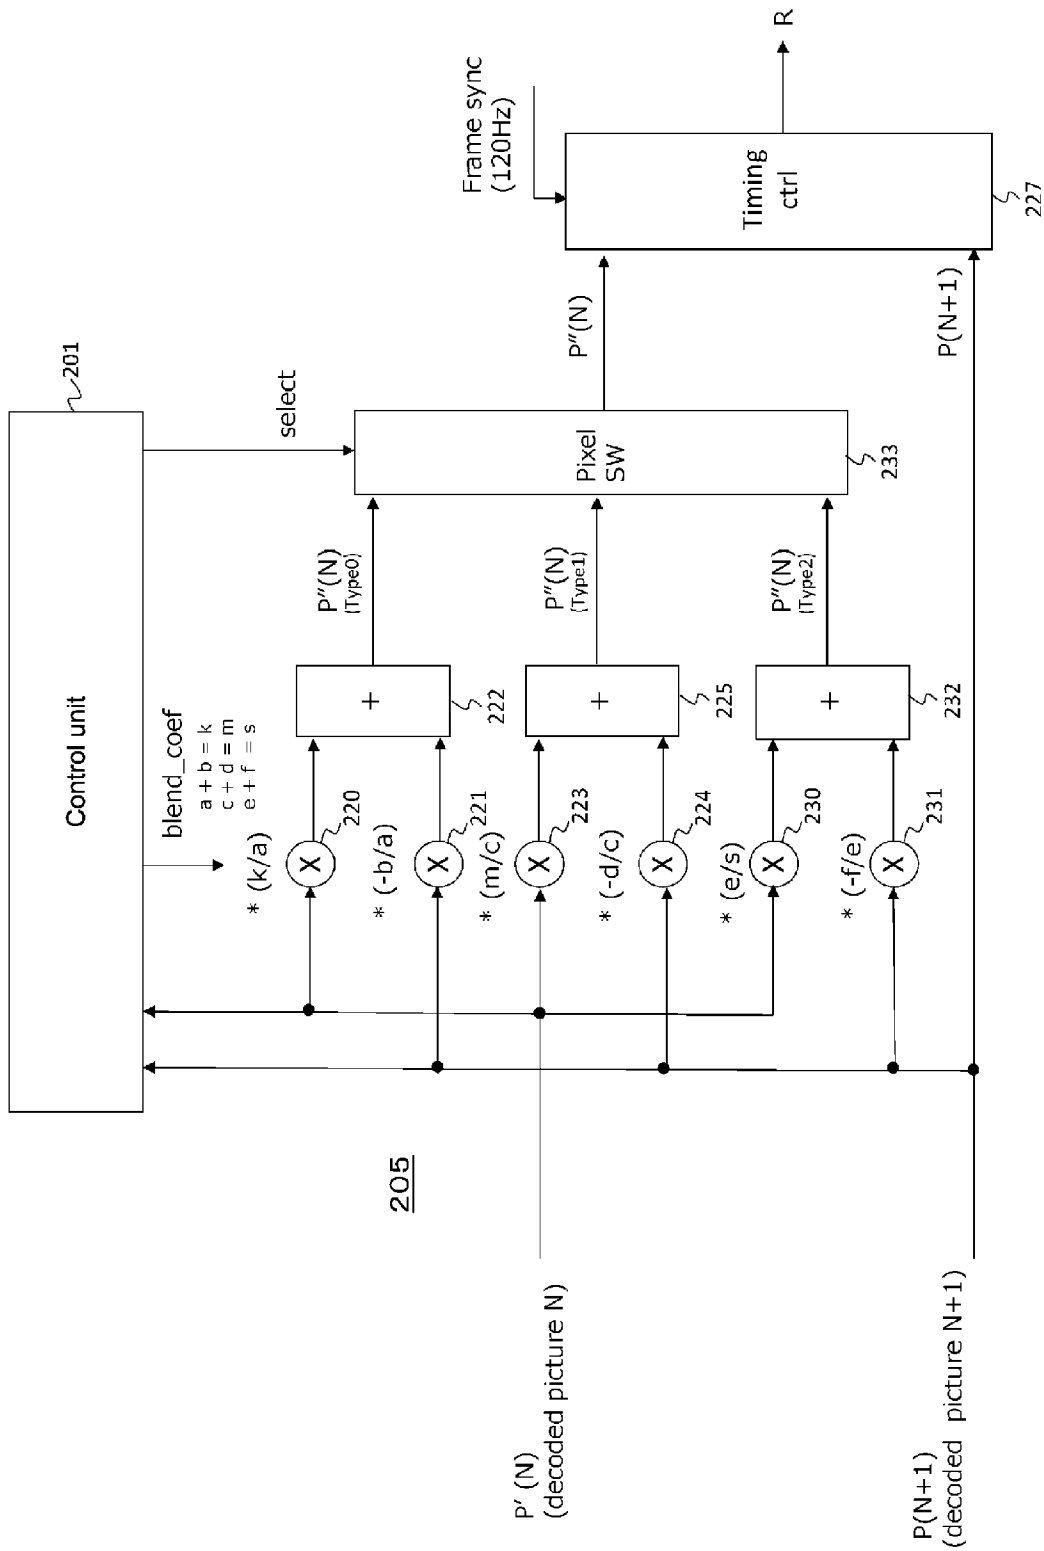 Control unit
201
blend_coef
a + b = k
c + d = m
e + f = s
select
* (k/a)
X
220
* (-b/a)
X
221
+
222
P''(N)
(Type0)
* (m/c)
X
223
* (-d/c)
X
224
+
225
P''(N)
(Type1)
* (e/s)
X
230
* (-f/e)
X
231
+
232
P''(N)
(Type2)
Pixel
SW
233
P''(N)
Frame sync
(120Hz)
Timing
ctrl
227
R
P(N+1)
205
P' (N)
(decoded picture N)
P(N+1)
(decoded picture N+1)